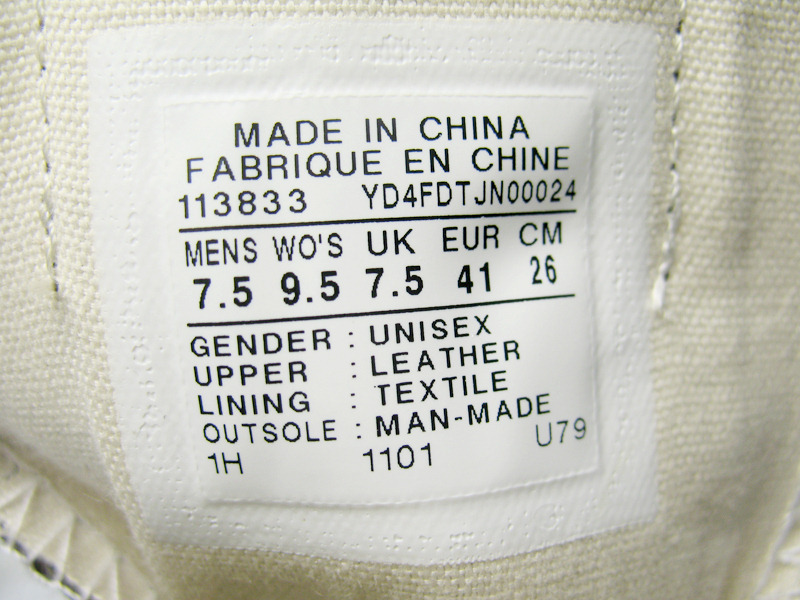 MADE IN CHINA
FABRIQUE EN CHINE
113833 YD4FDTJN00024
MENS WO'S UK EUR CM
7.5 9.5 7.5 41 26
GENDER : UNISEX
UPPER : LEATHER
LINING : TEXTILE
OUTSOLE : MAN-MADE
1H 1101 U79